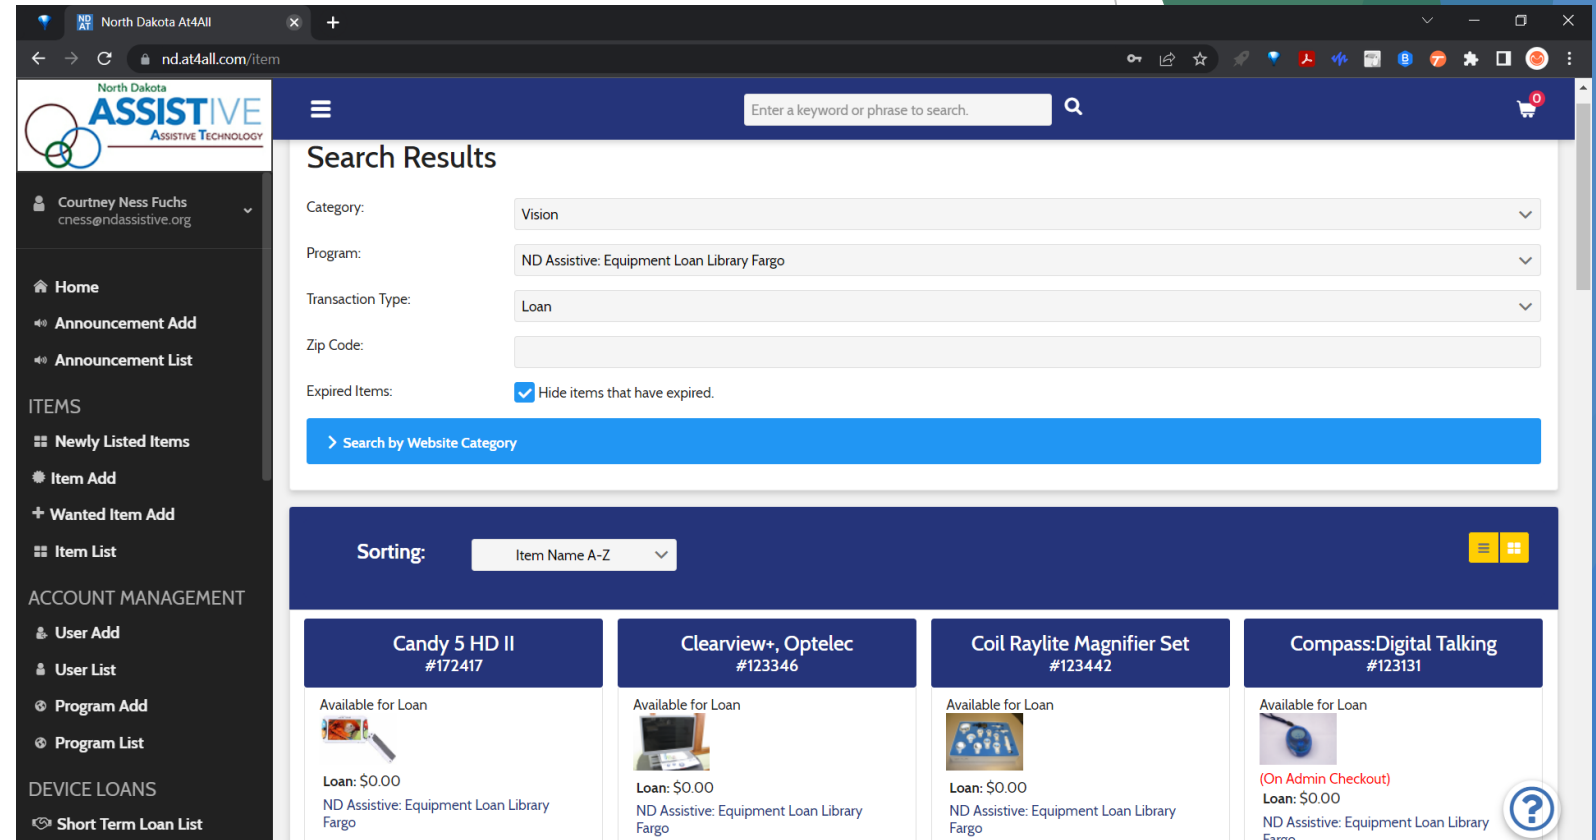 North Dakota At4All
nd.at4all.com/item
North Dakota
ASSISTIVE
ASSISTIVE TECHNOLOGY
Enter a keyword or phrase to search.
0
Courtney Ness Fuchs
cness@ndassistive.org
Home
Announcement Add
Announcement List
ITEMS
Newly Listed Items
Item Add
Wanted Item Add
Item List
ACCOUNT MANAGEMENT
User Add
User List
Program Add
Program List
DEVICE LOANS
Short Term Loan List
Search Results
Category:
Vision
Program:
ND Assistive: Equipment Loan Library Fargo
Transaction Type:
Loan
Zip Code:
Expired Items:
Hide items that have expired.
Search by Website Category
Sorting:
Item Name A-Z
Candy 5 HD II
#172417
Available for Loan
Loan: $0.00
ND Assistive: Equipment Loan Library
Fargo
Clearview+, Optelec
#123346
Available for Loan
Loan: $0.00
ND Assistive: Equipment Loan Library
Fargo
Coil Raylite Magnifier Set
#123442
Available for Loan
Loan: $0.00
ND Assistive: Equipment Loan Library
Fargo
Compass:Digital Talking
#123131
Available for Loan
(On Admin Checkout)
Loan: $0.00
ND Assistive: Equipment Loan Library
Fargo
?